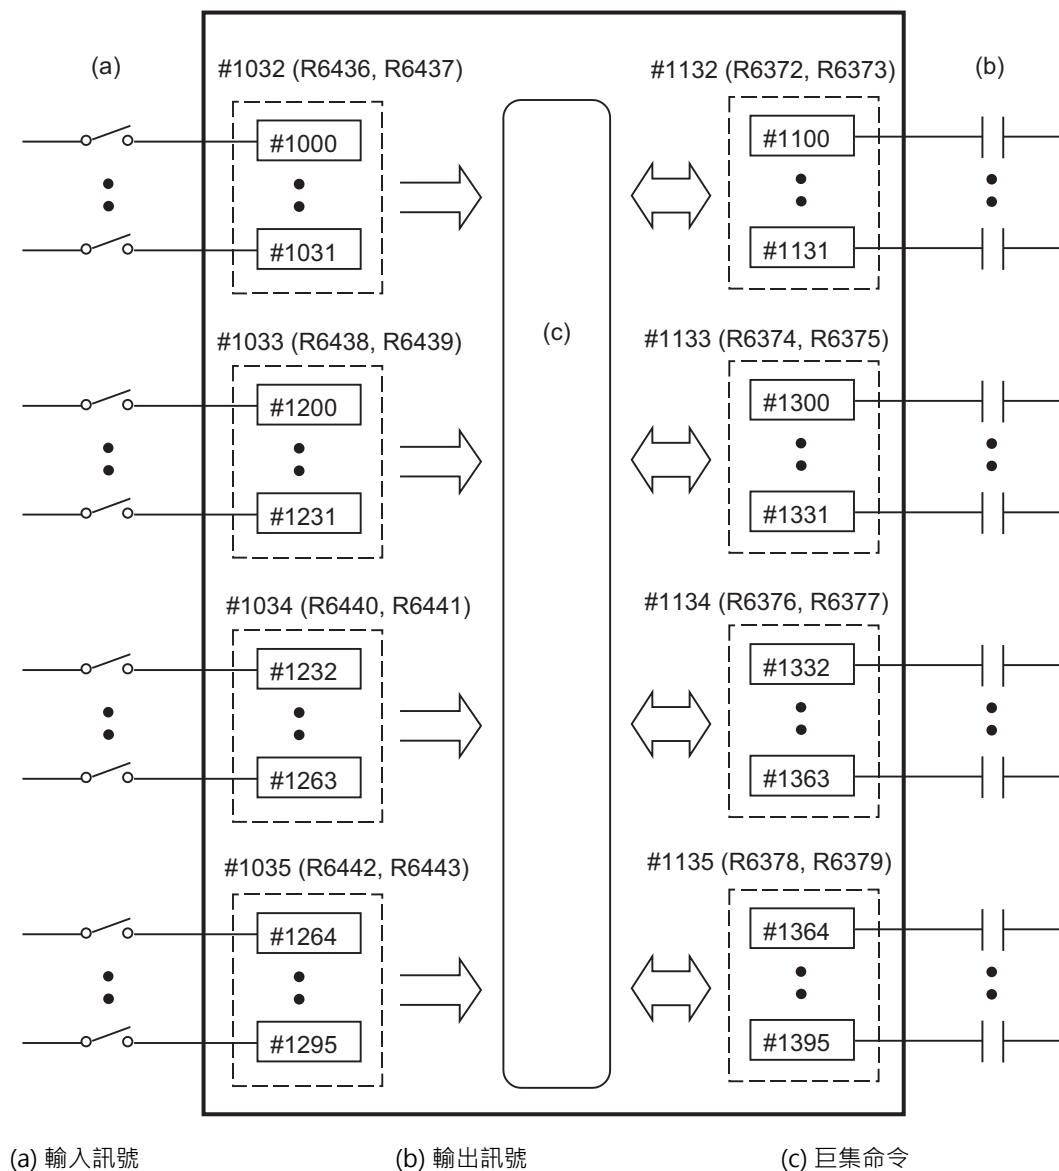 (a)
#1032 (R6436, R6437)
#1132 (R6372, R6373)
(b)
#1000
#1100
#1031
#1131
(c)
#1033 (R6438, R6439)
#1133 (R6374, R6375)
#1200
#1300
#1231
#1331
#1034 (R6440, R6441)
#1134 (R6376, R6377)
#1232
#1332
#1263
#1363
#1035 (R6442, R6443)
#1135 (R6378, R6379)
#1264
#1364
#1295
#1395
(a) 輸入訊號 (b) 輸出訊號 (c) 巨集命令